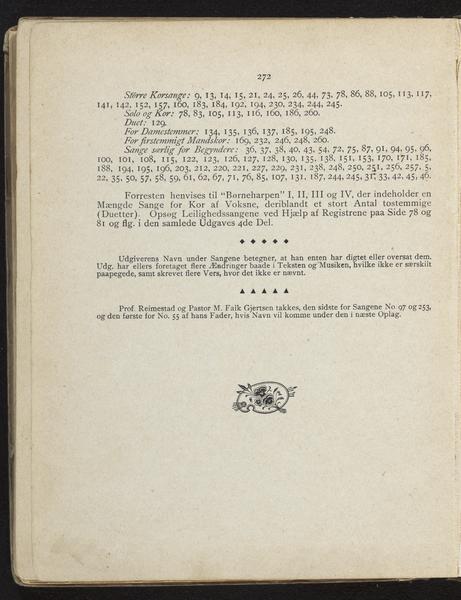 272
Større Korsange: 9, 13, 14, 15, 21, 24, 25, 26, 44, 73, 78, 86, 88, 105, 113, 117,
141, 142, 152, 157, 160, 183, 184, 192, 194, 230, 234, 244, 245.
Solo og Kor: 78, 83, 105, 113, 116, 160, 186, 260.
Duet: 129.
For Damestemmer: 134, 135, 136, 137, 185, 195, 248.
For firstemmigt Mandskor: 169, 232, 246, 248, 260.
Sange særlig for Begyndere: 36, 37, 38, 40, 43, 54, 72, 75, 87, 91, 94, 95, 96,
100, 101, 108, 115, 122, 123, 126, 127, 128, 130, 135, 138, 151, 153, 170, 171, 185,
188, 194, 195, 196, 203, 212, 220, 221, 227, 229, 231, 238, 248, 250, 251, 256, 257, 5,
22, 35, 50, 57, 58, 59, 61, 62, 67, 71, 76, 85, 107, 131, 187, 244, 245, 31, 33, 42, 45, 46.
Forresten henvises til “Børneharpen” I, II, III og IV, der indeholder en
Mængde Sange for Kor af Voksne, deriblandt et stort Antal tostemmige
(Duetter). Opsøg Leilighedssangene ved Hjælp af Registrene paa Side 78 og
81 og flg. i den samlede Udgaves 4de Del.
Udgiverens Navn under Sangene betegner, at han enten har digtet eller oversat dem.
Udg. har ellers foretaget flere Ændringer baade i Teksten og Musiken, hvilke ikke er særskilt
paapegede, samt skrevet flere Vers, hvor det ikke er nævnt.
Prof. Reimestad og Pastor M. Falk Gjertsen takkes, den sidste for Sangene No 97 og 253,
og den første for No. 55 af hans Fader, hvis Navn vil komme under den i næste Oplag.